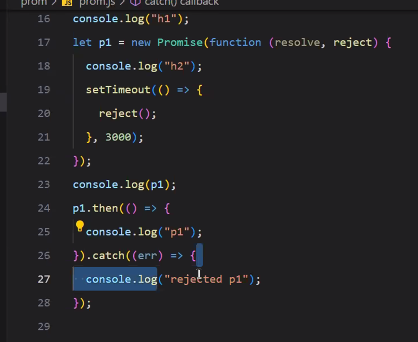 prom > JS prom.js > catch() callback
16 console.log("h1");
17 let p1 = new Promise(function (resolve, reject) {
18 console.log("h2");
19 setTimeout(() => {
20 reject();
21 }, 3000);
22 });
23 console.log(p1);
24 p1.then(() => {
25 console.log("p1");
26 }).catch((err) => {
27 console.log("rejected p1");
28 });
29